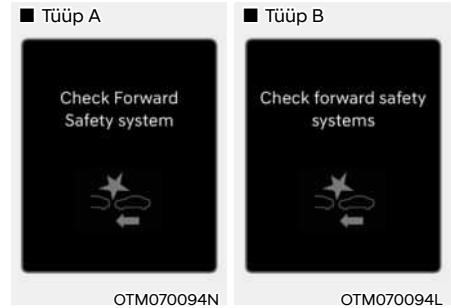 ■ Tüüp A
Check Forward
Safety system
OTM070094N
■ Tüüp B
Check forward safety
systems
OTM070094L